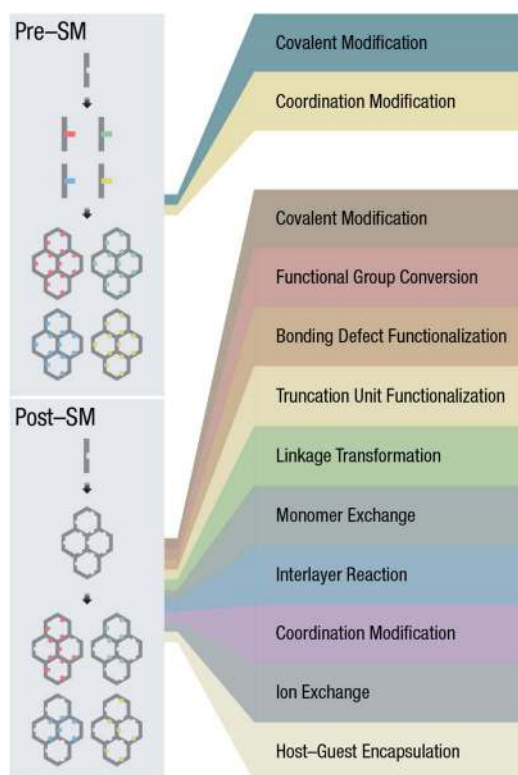 Pre–SM
Covalent Modification
Coordination Modification
Covalent Modification
Functional Group Conversion
Bonding Defect Functionalization
Truncation Unit Functionalization
Post–SM
Linkage Transformation
Monomer Exchange
Interlayer Reaction
Coordination Modification
Ion Exchange
Host–Guest Encapsulation